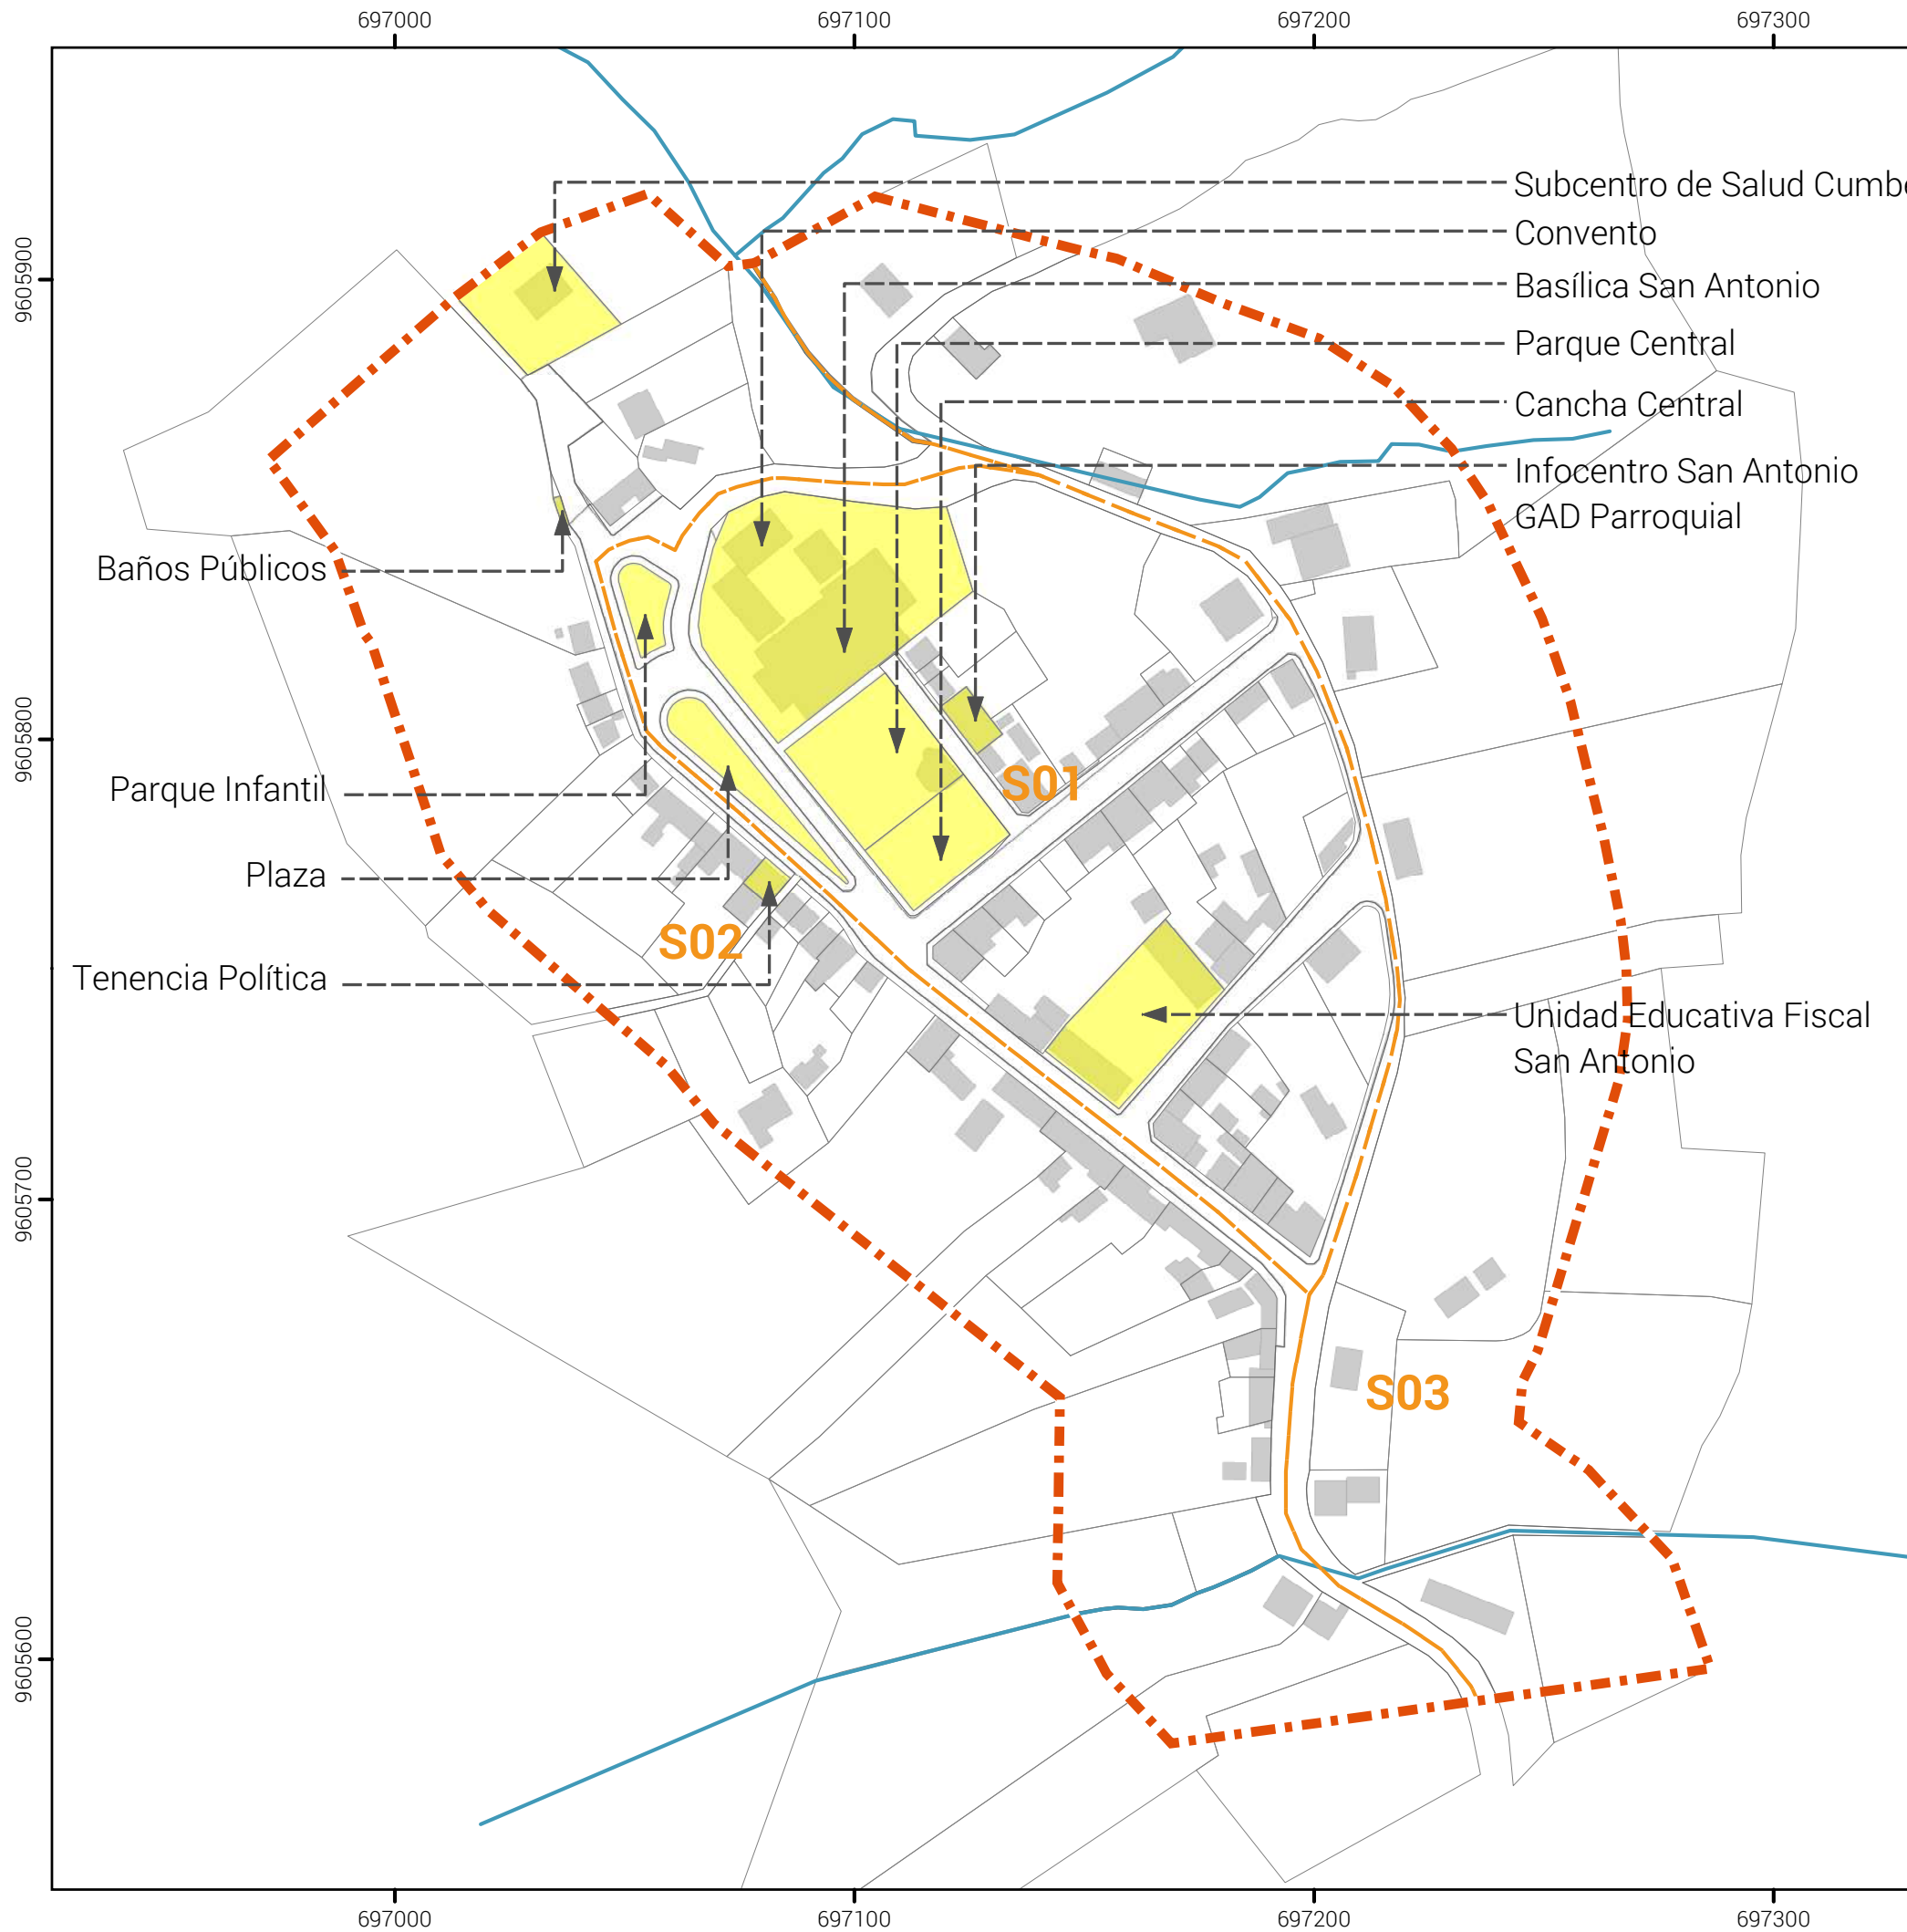 697000 697100 697200 697300
Subcentro de Salud Cumbe
Convento
9605900
Basílica San Antonio
Parque Central
Cancha Central
Infocentro San Antonio
GAD Parroquial
Baños Públicos
9605800
Parque Infantil
S01
Plaza
S02
Tenencia Política
Unidad Educativa Fiscal
San Antonio
9605700
S03
9605600
697000 697100 697200 697300